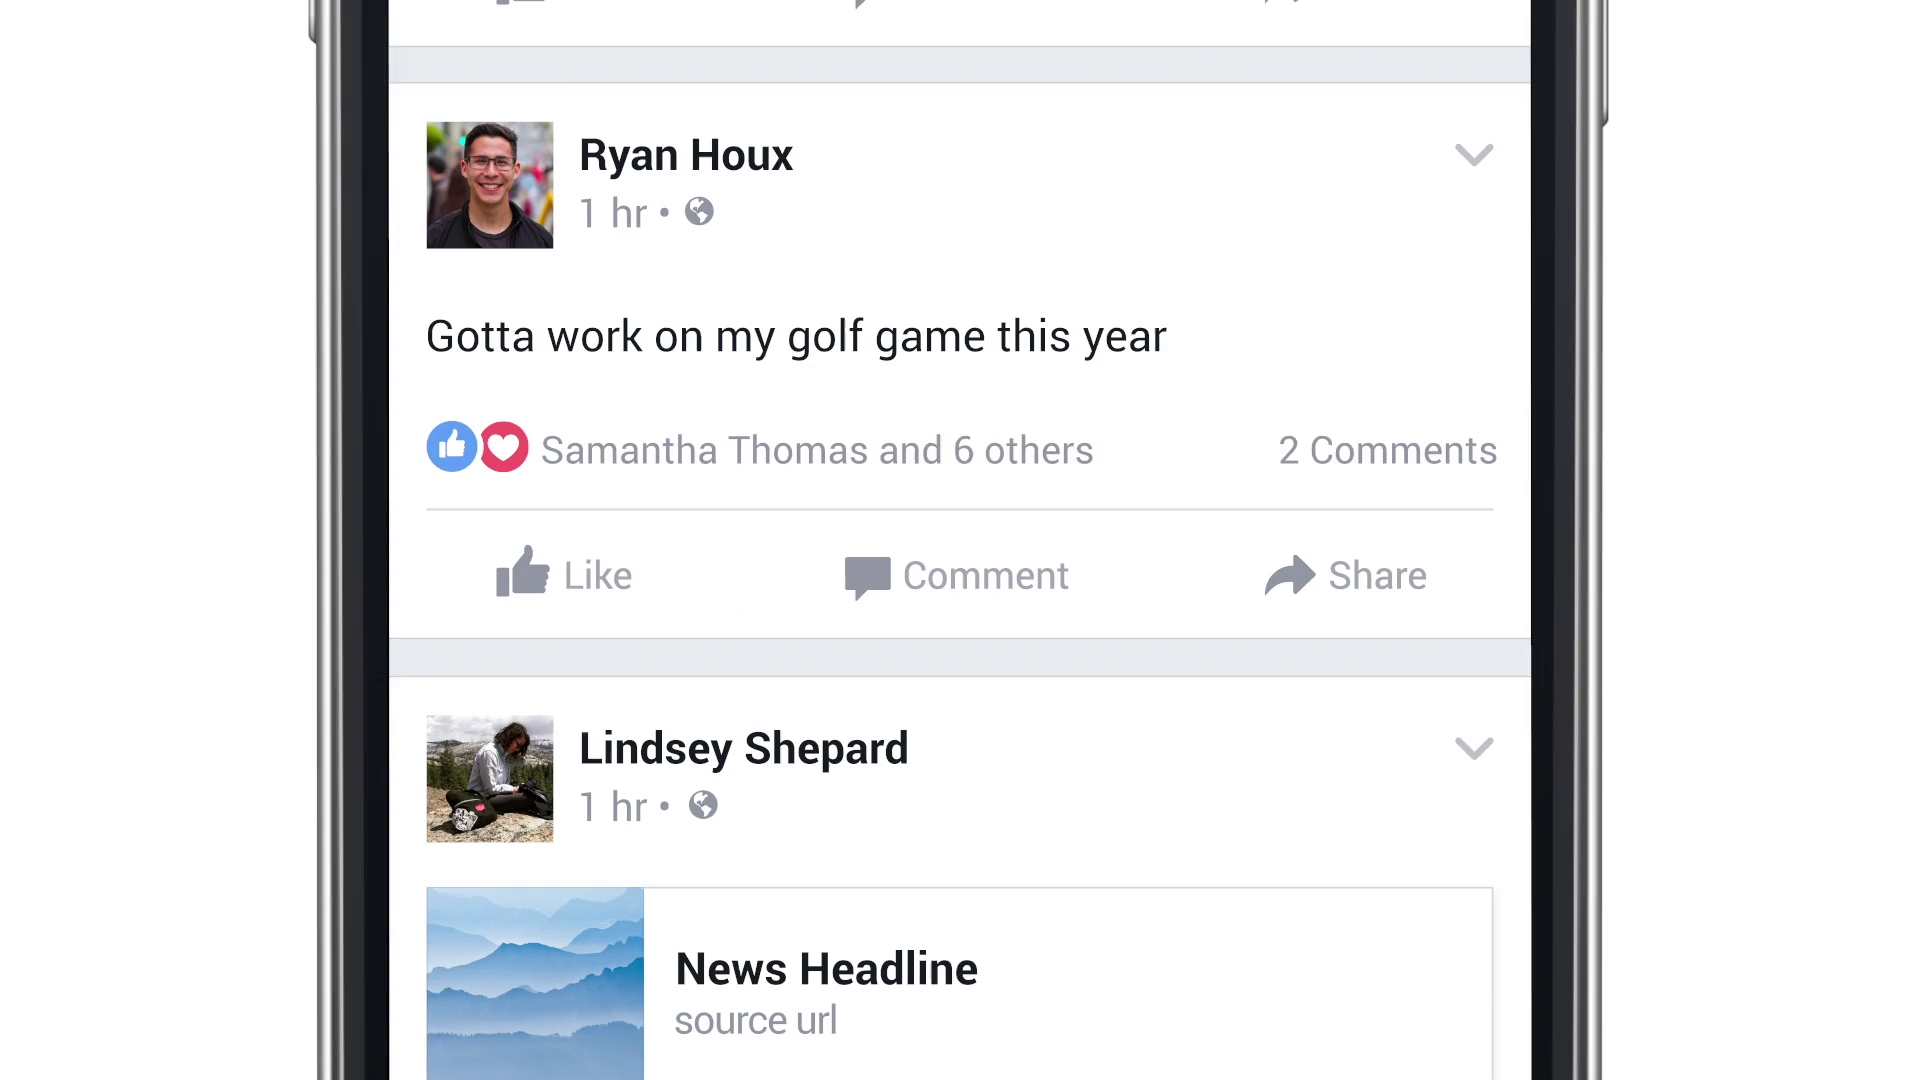 Ryan Houx
1 hr •
Gotta work on my golf game this year
Samantha Thomas and 6 others
2 Comments
Like
Comment
Share
Lindsey Shepard
1 hr •
News Headline
source url